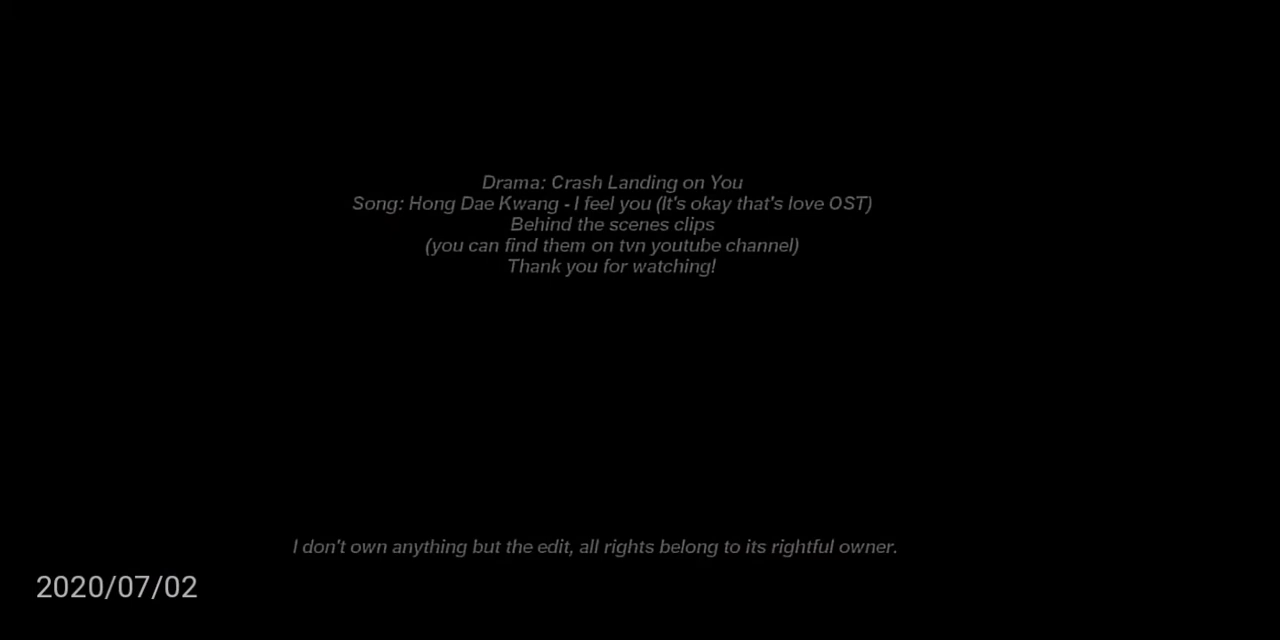 Drama: Crash Landing on You
Song: Hong Dae Kwang - I feel you (It's okay that's love OST)
Behind the scenes clips
(you can find them on tvn youtube channel)
Thank you for watching!
I don't own anything but the edit, all rights belong to its rightful owner.
2020/07/02